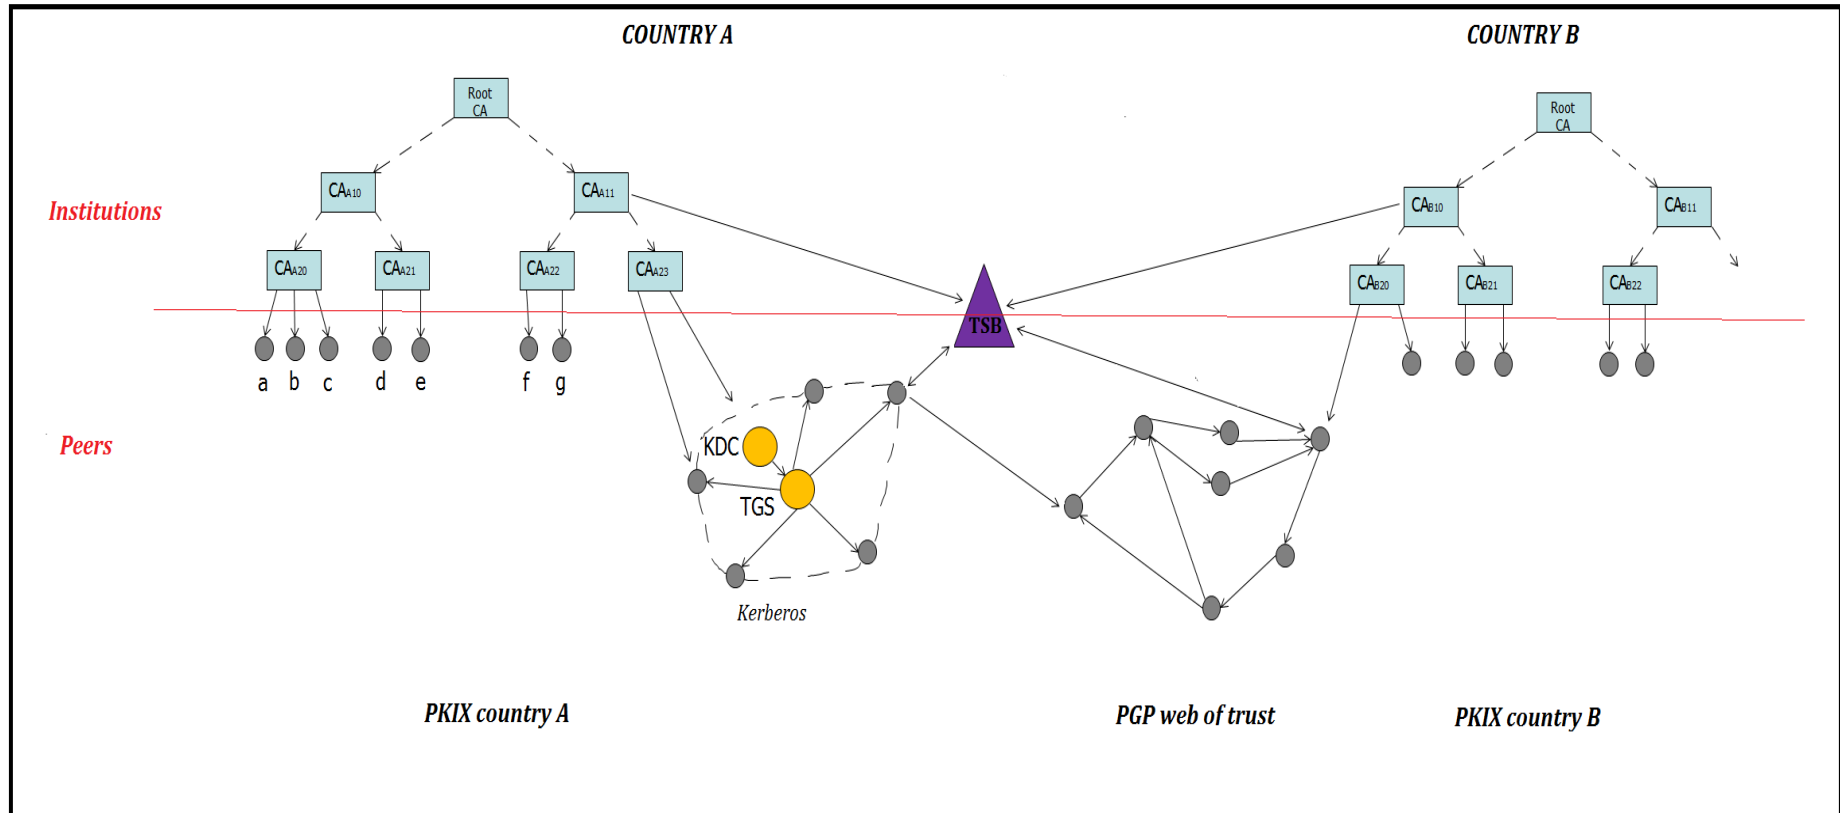 COUNTRY A
COUNTRY B
Root
CA
Root
CA
CAA10
CAA11
CAB10
CAB11
Institutions
CAA20
CAA21
CAA22
CAA23
CAB20
CAB21
CAB22
TSB
a
b
c
d
e
f
g
Peers
KDC
TGS
Kerberos
PKIX country A
PGP web of trust
PKIX country B